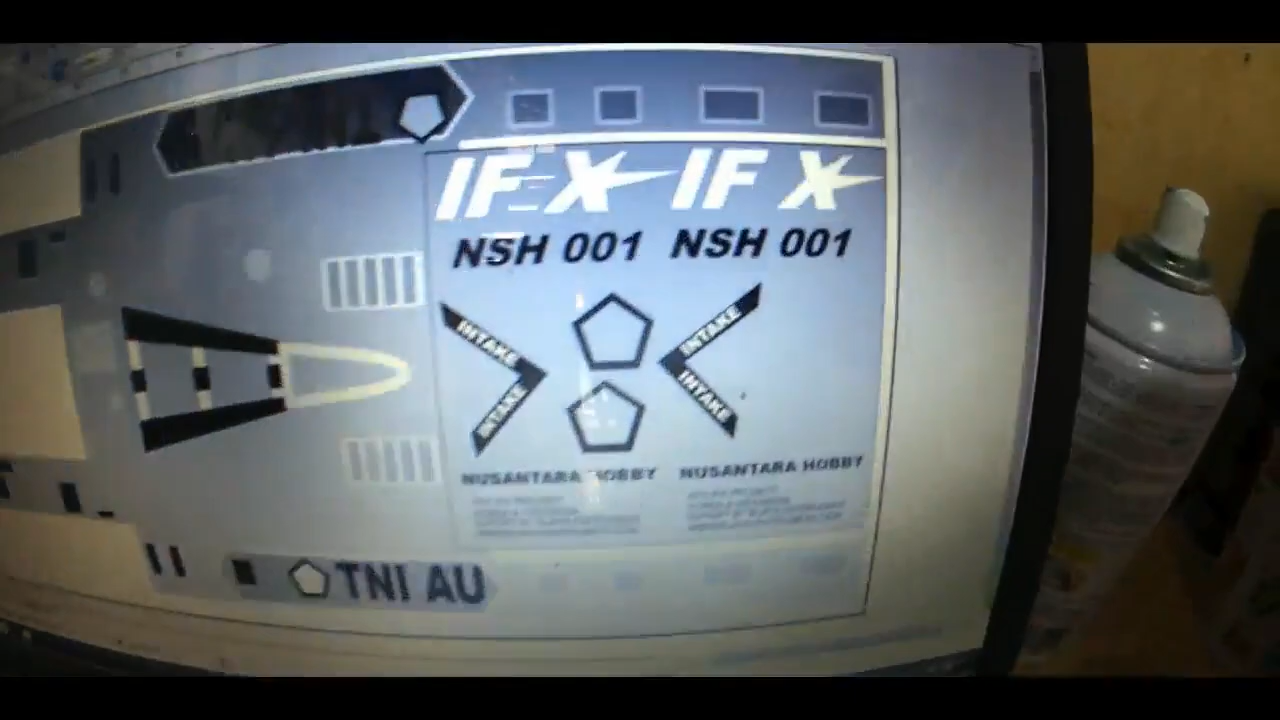 IF X IF X
NSH 001 NSH 001
INTAKE INTAKE
INTAKE INTAKE
NUSANTARA HOBBY NUSANTARA HOBBY
TNI AU